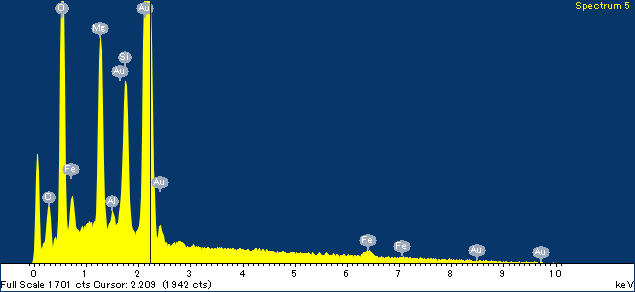 Spectrum 5
O Au
Mg
Si
Au
Fe Au
Al
Fe Fe Au Au
0 1 2 3 4 5 6 7 8 9 10
Full Scale 1701 cts Cursor: 2.209 (1942 cts) keV